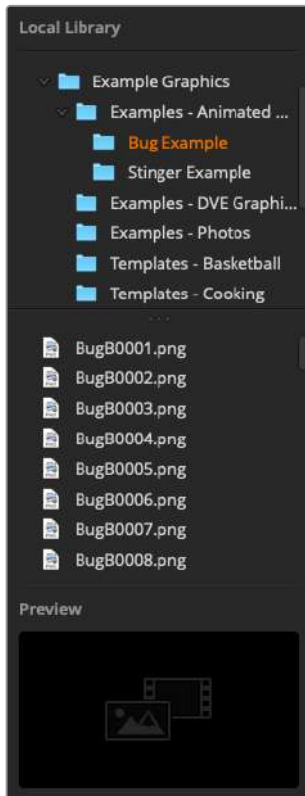 Local Library
Example Graphics
Examples - Animated ...
Bug Example
Stinger Example
Examples - DVE Graphi...
Examples - Photos
Templates - Basketball
Templates - Cooking
BugB0001.png
BugB0002.png
BugB0003.png
BugB0004.png
BugB0005.png
BugB0006.png
BugB0007.png
BugB0008.png
Preview